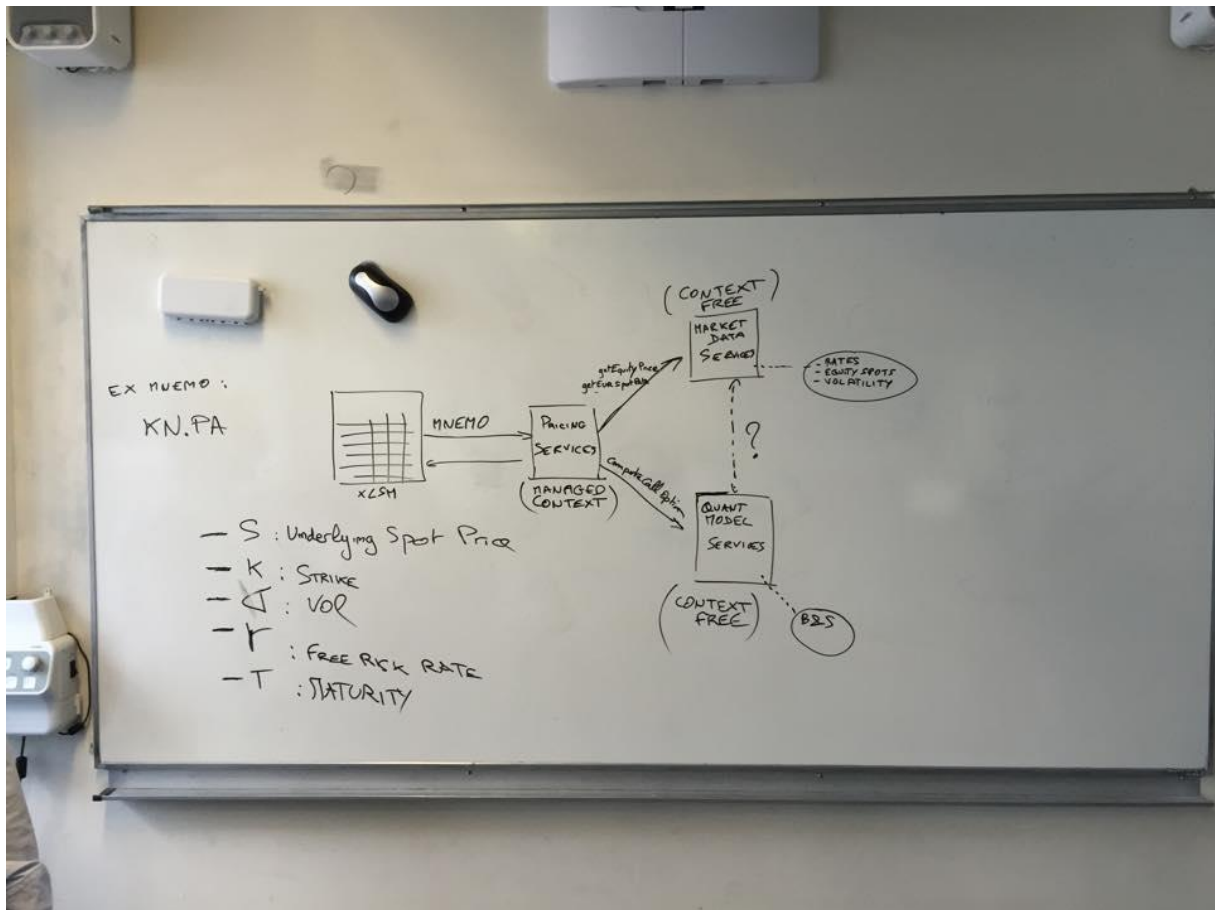 EX MNEMO :
KN.PA
XLSM
MNEMO
PRICING
SERVICES
(MANAGED
CONTEXT)
getEquityPrice
ComputeCallOption
(CONTEXT
FREE)
MARKET
DATA
SERVICES
- RATES
- EQUITY SPOTS
- VOLATILITY
?
QUANT
MODEL
SERVICES
(CONTEXT
FREE)
B&S
- S : Underlying Spot Price
- K : STRIKE
- σ : VOL
- r : FREE RISK RATE
- T : MATURITY